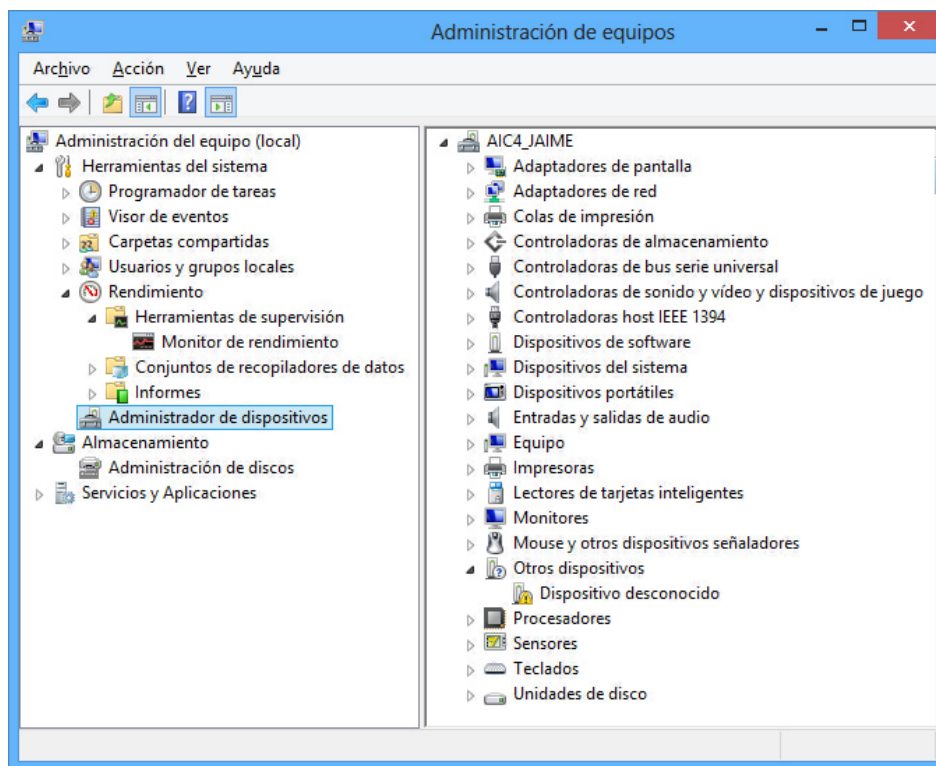 Administración de equipos
Archivo Acción Ver Ayuda
Administración del equipo (local)
Herramientas del sistema
Programador de tareas
Visor de eventos
Carpetas compartidas
Usuarios y grupos locales
Rendimiento
Herramientas de supervisión
Monitor de rendimiento
Conjuntos de recopiladores de datos
Informes
Administrador de dispositivos
Almacenamiento
Administración de discos
Servicios y Aplicaciones
AIC4_JAIME
Adaptadores de pantalla
Adaptadores de red
Colas de impresión
Controladoras de almacenamiento
Controladoras de bus serie universal
Controladoras de sonido y vídeo y dispositivos de juego
Controladoras host IEEE 1394
Dispositivos de software
Dispositivos del sistema
Dispositivos portátiles
Entradas y salidas de audio
Equipo
Impresoras
Lectores de tarjetas inteligentes
Monitores
Mouse y otros dispositivos señaladores
Otros dispositivos
Dispositivo desconocido
Procesadores
Sensores
Teclados
Unidades de disco